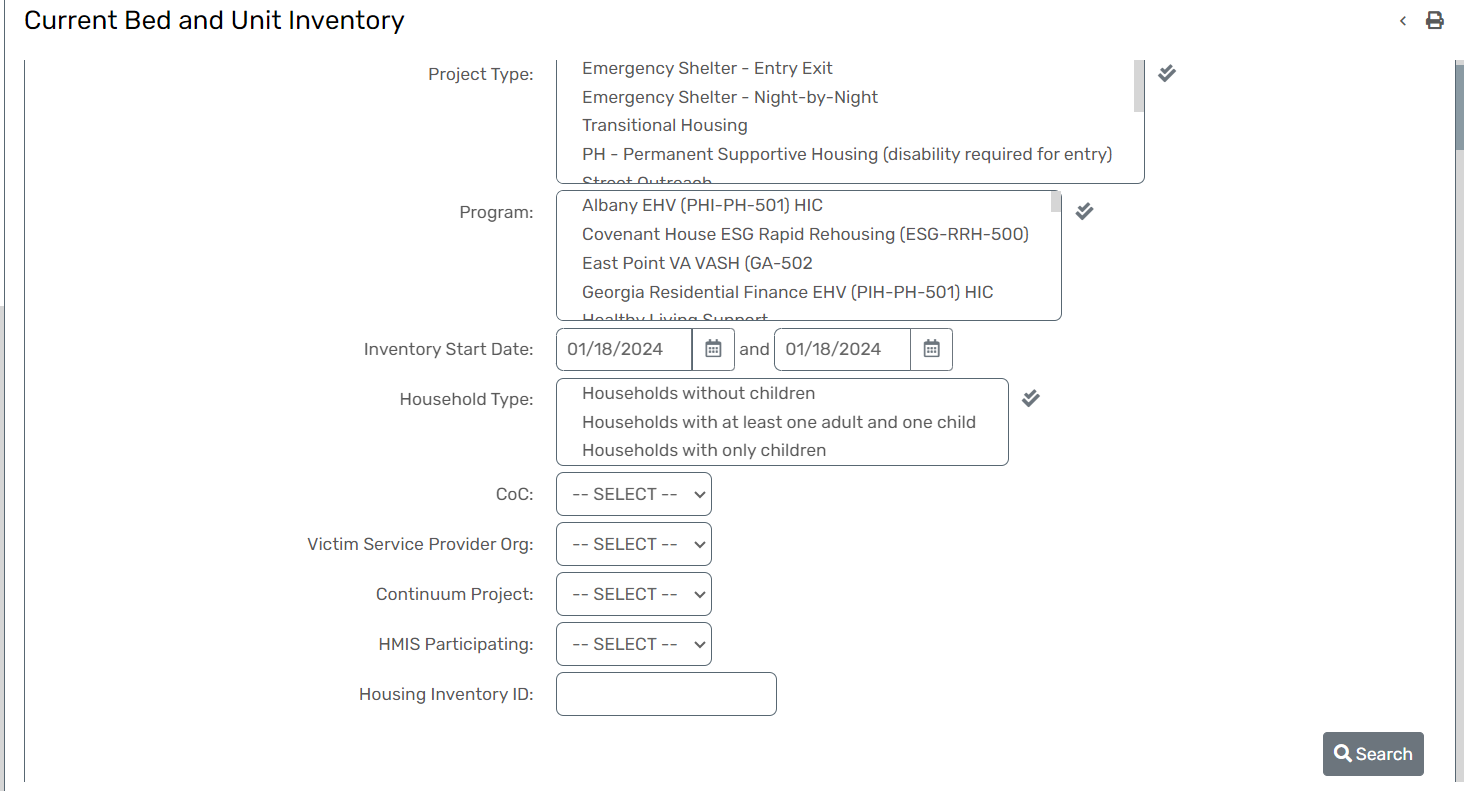 Current Bed and Unit Inventory
Project Type:
Emergency Shelter - Entry Exit
Emergency Shelter - Night-by-Night
Transitional Housing
PH - Permanent Supportive Housing (disability required for entry)
Street Outreach
Program:
Albany EHV (PHI-PH-501) HIC
Covenant House ESG Rapid Rehousing (ESG-RRH-500)
East Point VA VASH (GA-502
Georgia Residential Finance EHV (PIH-PH-501) HIC
Healthy Living Support
Inventory Start Date: 01/18/2024 and 01/18/2024
Household Type:
Households without children
Households with at least one adult and one child
Households with only children
CoC: -- SELECT --
Victim Service Provider Org: -- SELECT --
Continuum Project: -- SELECT --
HMIS Participating: -- SELECT --
Housing Inventory ID:
Search